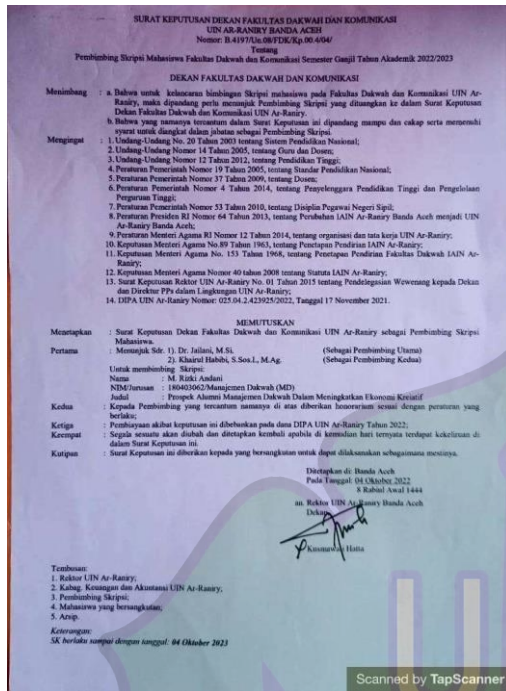 SURAT KEPUTUSAN DEKAN FAKULTAS DAKWAH DAN KOMUNIKASI
UIN AR-RANIRY BANDA ACEH
Nomor: B.4197/Un.08/FDK/Kp.00.4/04/
Tentang
Pembimbing Skripsi Mahasiswa Fakultas Dakwah dan Komunikasi Semester Ganjil Tahun Akademik 2022/2023
DEKAN FAKULTAS DAKWAH DAN KOMUNIKASI
Menimbang : a. Bahwa untuk kelancaran bimbingan Skripsi mahasiswa pada Fakultas Dakwah dan Komunikasi UIN Ar-
Raniry, maka dipandang perlu menunjuk Pembimbing Skripsi yang dituangkan ke dalam Surat Keputusan
Dekan Fakultas Dakwah dan Komunikasi UIN Ar-Raniry.
b. Bahwa yang namanya tercantum dalam Surat Keputusan ini dipandang mampu dan cakap serta memenuhi
syarat untuk diangkat dalam jabatan sebagai Pembimbing Skripsi.
Mengingat : 1. Undang-Undang No. 20 Tahun 2003 tentang Sistem Pendidikan Nasional;
2. Undang-Undang Nomor 14 Tahun 2005, tentang Guru dan Dosen;
3. Undang-Undang Nomor 12 Tahun 2012, tentang Pendidikan Tinggi;
4. Peraturan Pemerintah Nomor 19 Tahun 2005, tentang Standar Pendidikan Nasional;
5. Peraturan Pemerintah Nomor 37 Tahun 2009, tentang Dosen;
6. Peraturan Pemerintah Nomor 4 Tahun 2014, tentang Penyelenggara Pendidikan Tinggi dan Pengelolaan
Perguruan Tinggi;
7. Peraturan Pemerintah Nomor 53 Tahun 2010, tentang Disiplin Pegawai Negeri Sipil;
8. Peraturan Presiden RI Nomor 64 Tahun 2013, tentang Perubahan IAIN Ar-Raniry Banda Aceh menjadi UIN
Ar-Raniry Banda Aceh;
9. Peraturan Menteri Agama RI Nomor 12 Tahun 2014, tentang organisasi dan tata kerja UIN Ar-Raniry;
10. Keputusan Menteri Agama No.89 Tahun 1963, tentang Penetapan Pendirian IAIN Ar-Raniry;
11. Keputusan Menteri Agama No. 153 Tahun 1968, tentang Penetapan Pendirian Fakultas Dakwah IAIN Ar-
Raniry;
12. Keputusan Menteri Agama Nomor 40 tahun 2008 tentang Statuta IAIN Ar-Raniry;
13. Surat Keputusan Rektor UIN Ar-Raniry No. 01 Tahun 2015 tentang Pendelegasian Wewenang kepada Dekan
dan Direktur PPs dalam Lingkungan UIN Ar-Raniry;
14. DIPA UIN Ar-Raniry Nomor: 025.04.2.423925/2022, Tanggal 17 November 2021.
MEMUTUSKAN
Menetapkan : Surat Keputusan Dekan Fakultas Dakwah dan Komunikasi UIN Ar-Raniry sebagai Pembimbing Skripsi
Mahasiswa.
Pertama : Menunjuk Sdr. 1). Dr. Jailani, M.Si. (Sebagai Pembimbing Utama)
2). Khairul Habibi, S.Sos.I., M.Ag. (Sebagai Pembimbing Kedua)
Untuk membimbing Skripsi:
Nama : M. Rizki Andani
NIM/Jurusan : 180403062/Manajemen Dakwah (MD)
Judul : Prospek Alumni Manajemen Dakwah Dalam Meningkatkan Ekonomi Kreatif
Kedua : Kepada Pembimbing yang tercantum namanya di atas diberikan honorarium sesuai dengan peraturan yang
berlaku;
Ketiga : Pembiayaan akibat keputusan ini dibebankan pada dana DIPA UIN Ar-Raniry Tahun 2022;
Keempat : Segala sesuatu akan diubah dan ditetapkan kembali apabila di kemudian hari ternyata terdapat kekeliruan di
dalam Surat Keputusan ini.
Kutipan : Surat Keputusan ini diberikan kepada yang bersangkutan untuk dapat dilaksanakan sebagaimana mestinya.
Ditetapkan di: Banda Aceh
Pada Tanggal: 04 Oktober 2022
8 Rabiul Awal 1444
an. Rektor UIN Ar-Raniry Banda Aceh
Dekan,
Kusmawati Hatta
Tembusan:
1. Rektor UIN Ar-Raniry;
2. Kabag. Keuangan dan Akuntansi UIN Ar-Raniry;
3. Pembimbing Skripsi;
4. Mahasiswa yang bersangkutan;
5. Arsip.
Keterangan:
SK berlaku sampai dengan tanggal: 04 Oktober 2023
Scanned by TapScanner